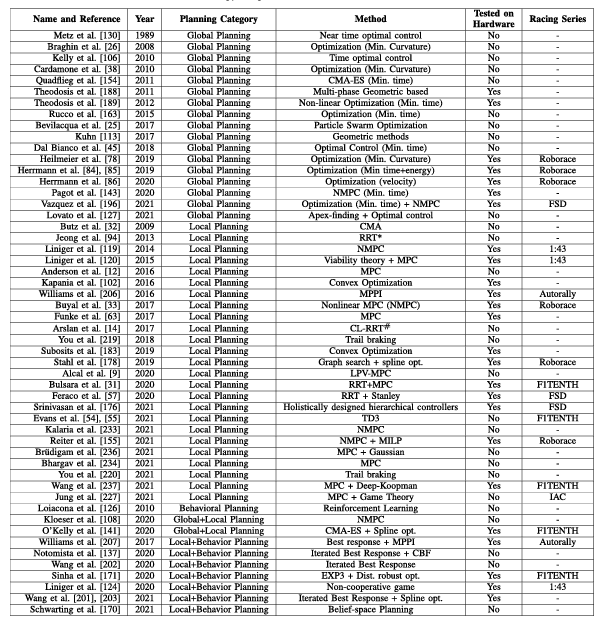 Name and Reference Year Planning Category Method Tested on Hardware Racing Series
Metz et al. [130] 1989 Global Planning Near time optimal control No -
Braghin et al. [26] 2008 Global Planning Optimization (Min. Curvature) No -
Kelly et al. [106] 2010 Global Planning Time optimal control No -
Cardamone et al. [38] 2010 Global Planning Optimization (Min. Curvature) No -
Quadflieg et al. [154] 2011 Global Planning CMA-ES (Min. time) No -
Theodosis et al. [188] 2011 Global Planning Multi-phase Geometric based Yes -
Theodosis et al. [189] 2012 Global Planning Non-linear Optimization (Min. time) Yes -
Rucco et al. [163] 2015 Global Planning Optimization (Min. time) No -
Bevilacqua et al. [25] 2017 Global Planning Particle Swarm Optimization No -
Kuhn [113] 2017 Global Planning Geometric methods No -
Dal Bianco et al. [45] 2018 Global Planning Optimal Control (Min. time) No -
Heilmeier et al. [78] 2019 Global Planning Optimization (Min. Curvature) Yes Roborace
Herrmann et al. [84], [85] 2019 Global Planning Optimization (Min time+energy) Yes Roborace
Herrmann et al. [86] 2020 Global Planning Optimization (velocity) Yes Roborace
Pagot et al. [143] 2020 Global Planning NMPC (Min. time) Yes -
Vazquez et al. [196] 2021 Global Planning Optimization (Min. time) + NMPC Yes FSD
Lovato et al. [127] 2021 Global Planning Apex-finding + Optimal control No -
Butz et al. [32] 2009 Local Planning CMA No -
Jeong et al. [94] 2013 Local Planning RRT* No -
Liniger et al. [119] 2014 Local Planning NMPC Yes 1:43
Liniger et al. [120] 2015 Local Planning Viability theory + MPC Yes 1:43
Anderson et al. [12] 2016 Local Planning MPC No -
Kapania et al. [102] 2016 Local Planning Convex Optimization Yes -
Williams et al. [206] 2016 Local Planning MPPI Yes Autorally
Buyal et al. [33] 2017 Local Planning Nonlinear MPC (NMPC) Yes Roborace
Funke et al. [63] 2017 Local Planning MPC Yes -
Arslan et al. [14] 2017 Local Planning CL-RRT# No -
You et al. [219] 2018 Local Planning Trail braking No -
Subosits et al. [183] 2019 Local Planning Convex Optimization Yes -
Stahl et al. [178] 2019 Local Planning Graph search + spline opt. Yes Roborace
Alcal et al. [9] 2020 Local Planning LPV-MPC No -
Bulsara et al. [31] 2020 Local Planning RRT+MPC Yes F1TENTH
Feraco et al. [57] 2020 Local Planning RRT + Stanley Yes FSD
Srinivasan et al. [176] 2021 Local Planning Holistically designed hierarchical controllers Yes FSD
Evans et al. [54], [55] 2021 Local Planning TD3 No F1TENTH
Kalaria et al. [233] 2021 Local Planning NMPC No -
Reiter et al. [155] 2021 Local Planning NMPC + MILP Yes Roborace
Brüdigam et al. [236] 2021 Local Planning MPC + Gaussian No -
Bhargav et al. [234] 2021 Local Planning MPC No -
You et al. [220] 2021 Local Planning Trail braking No -
Wang et al. [237] 2021 Local Planning MPC + Deep-Koopman Yes F1TENTH
Jung et al. [227] 2021 Local Planning MPC + Game Theory No IAC
Loiacona et al. [126] 2010 Behavioral Planning Reinforcement Learning No -
Kloeser et al. [108] 2020 Global+Local Planning NMPC No -
O'Kelly et al. [141] 2020 Global+Local Planning CMA-ES + Spline opt. Yes F1TENTH
Williams et al. [207] 2017 Local+Behavior Planning Best response + MPPI Yes Autorally
Notomista et al. [137] 2020 Local+Behavior Planning Iterated Best Response + CBF No -
Wang et al. [202] 2020 Local+Behavior Planning Iterated Best Response No -
Sinha et al. [171] 2020 Local+Behavior Planning EXP3 + Dist. robust opt. Yes F1TENTH
Liniger et al. [124] 2020 Local+Behavior Planning Non-cooperative game Yes 1:43
Wang et al. [201], [203] 2021 Local+Behavior Planning Iterated Best Response + Spline opt. Yes -
Schwarting et al. [170] 2021 Local+Behavior Planning Belief-space Planning No -